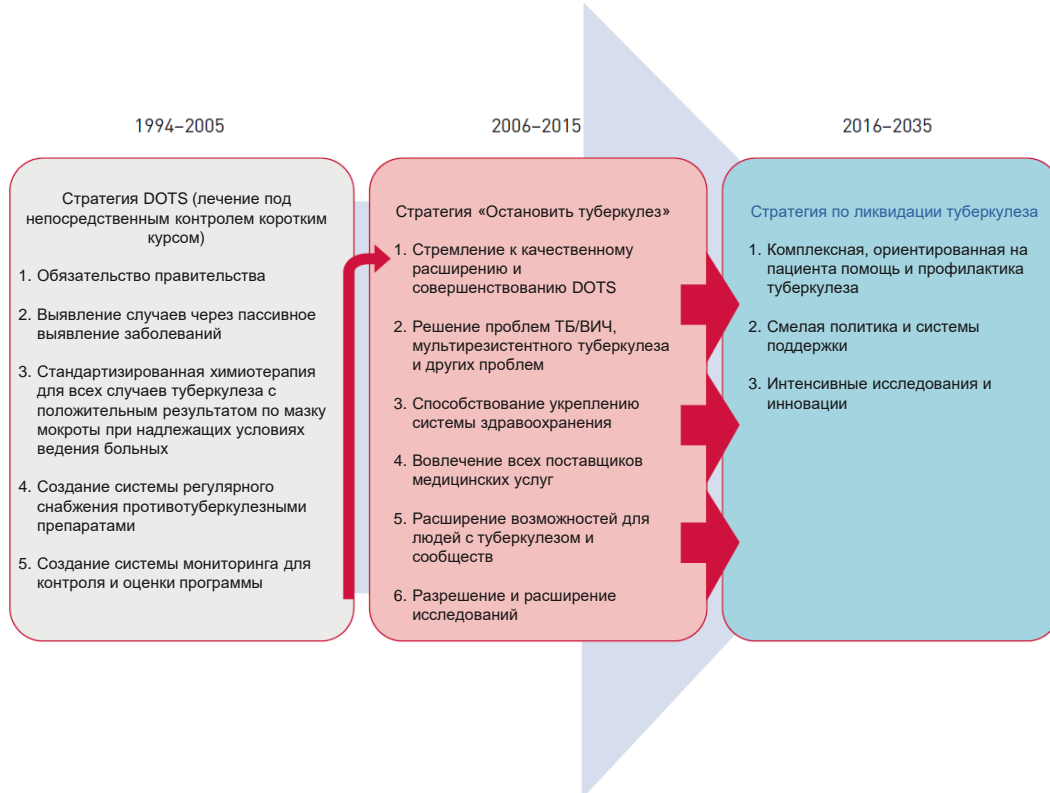 1994–2005
Стратегия DOTS (лечение под
непосредственным контролем коротким
курсом)
1. Обязательство правительства
2. Выявление случаев через пассивное
выявление заболеваний
3. Стандартизированная химиотерапия
для всех случаев туберкулеза с
положительным результатом по мазку
мокроты при надлежащих условиях
ведения больных
4. Создание системы регулярного
снабжения противотуберкулезными
препаратами
5. Создание системы мониторинга для
контроля и оценки программы
2006–2015
Стратегия «Остановить туберкулез»
1. Стремление к качественному
расширению и
совершенствованию DOTS
2. Решение проблем ТБ/ВИЧ,
мультирезистентного туберкулеза
и других проблем
3. Способствование укреплению
системы здравоохранения
4. Вовлечение всех поставщиков
медицинских услуг
5. Расширение возможностей для
людей с туберкулезом и
сообществ
6. Разрешение и расширение
исследований
2016–2035
Стратегия по ликвидации туберкулеза
1. Комплексная, ориентированная на
пациента помощь и профилактика
туберкулеза
2. Смелая политика и системы
поддержки
3. Интенсивные исследования и
инновации